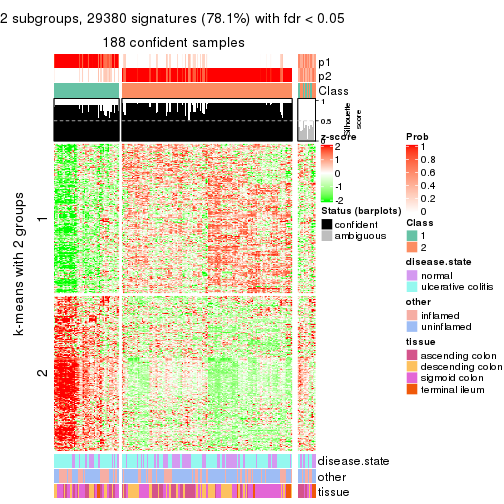 2 subgroups, 29380 signatures (78.1%) with fdr < 0.05
188 confident samples
p1
p2
Class
1
0.5
0
Silhouette
score
k-means with 2 groups
1
2
z-score
2
1
0
-1
-2
Status (barplots)
confident
ambiguous
Prob
1
0.8
0.6
0.4
0.2
0
Class
1
2
disease.state
normal
ulcerative colitis
other
inflamed
uninflamed
tissue
ascending colon
descending colon
sigmoid colon
terminal ileum
disease.state
other
tissue